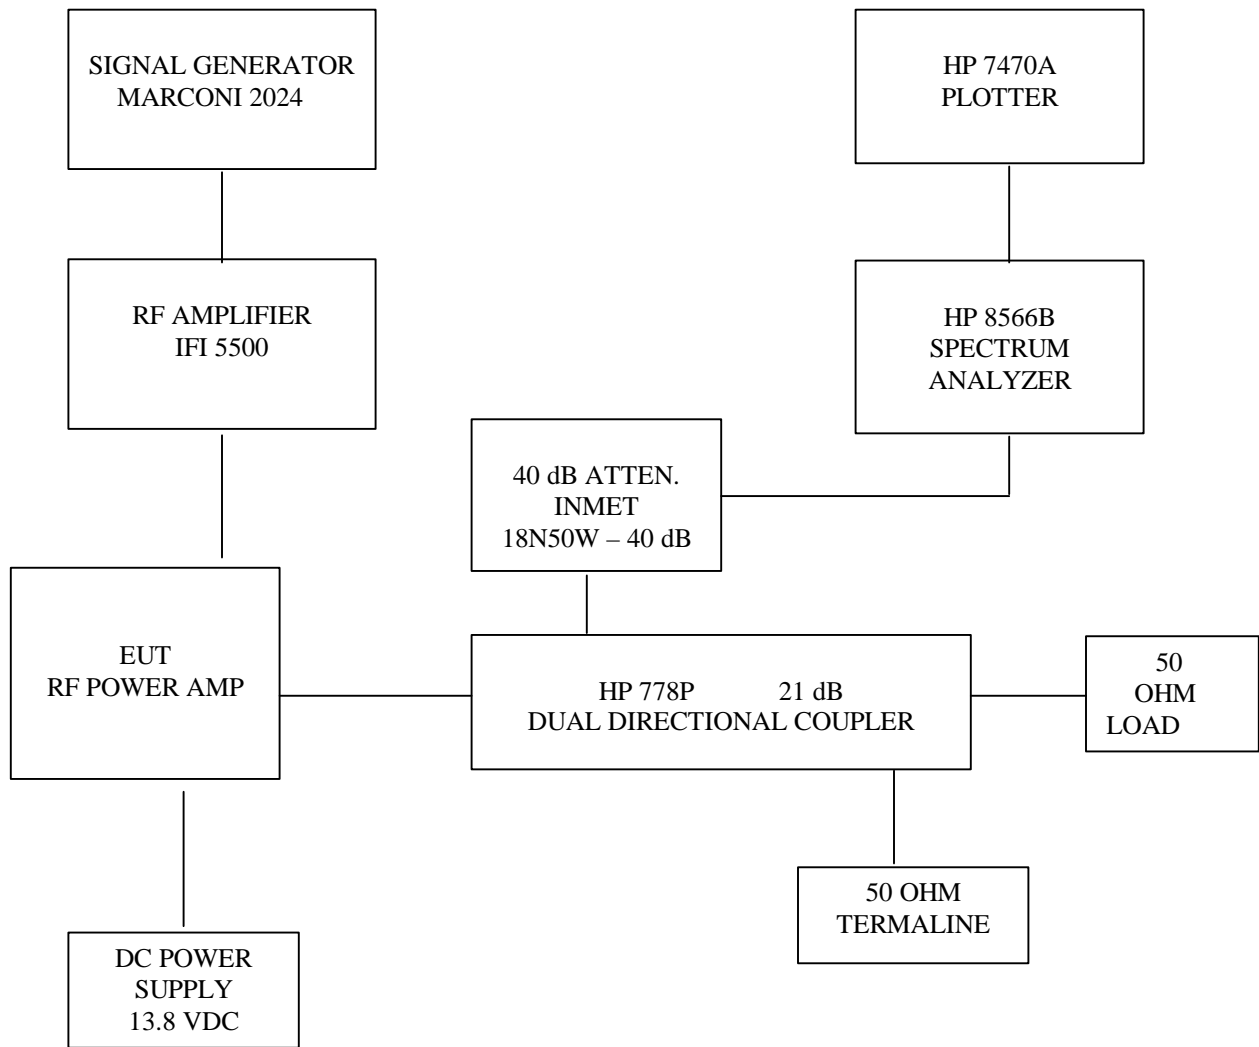 SIGNAL GENERATOR
MARCONI 2024
HP 7470A
PLOTTER
RF AMPLIFIER
IFI 5500
HP 8566B
SPECTRUM
ANALYZER
40 dB ATTEN.
INMET
18N50W – 40 dB
EUT
RF POWER AMP
HP 778P 21 dB
DUAL DIRECTIONAL COUPLER
50
OHM
LOAD
50 OHM
TERMALINE
DC POWER
SUPPLY
13.8 VDC